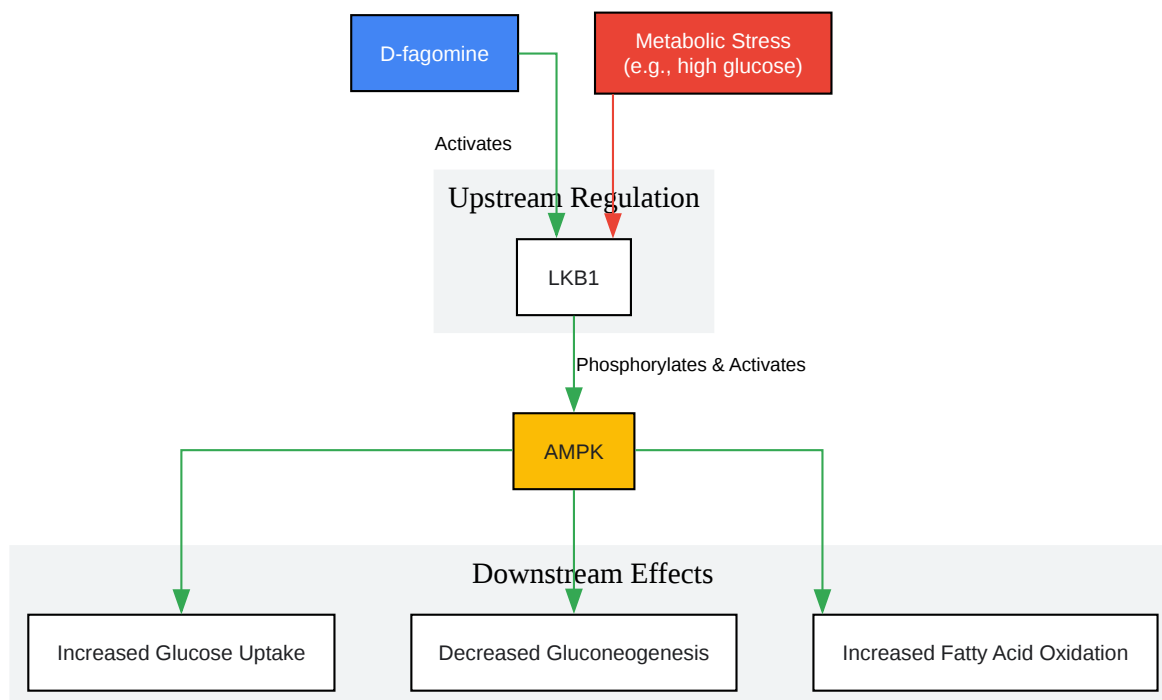 D-fagomine
Metabolic Stress
(e.g., high glucose)
Activates
Upstream Regulation
LKB1
Phosphorylates & Activates
AMPK
Downstream Effects
Increased Glucose Uptake
Decreased Gluconeogenesis
Increased Fatty Acid Oxidation